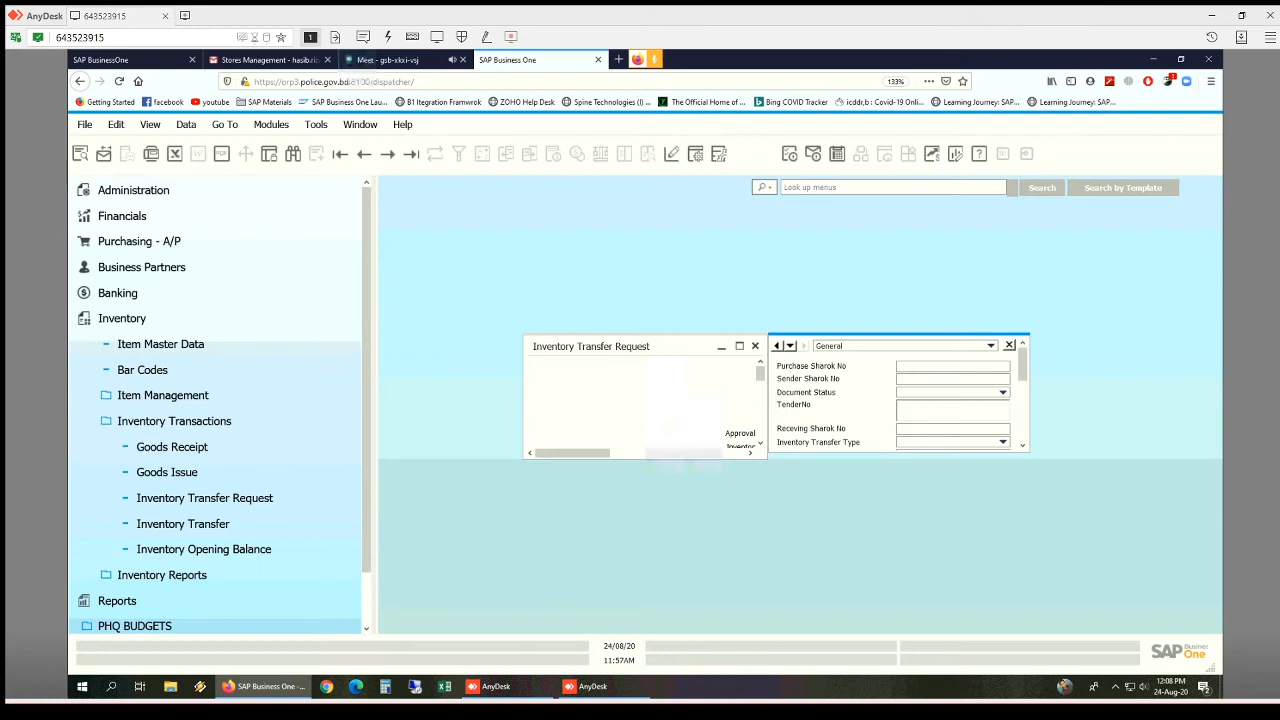 AnyDesk 643523915
643523915 1
SAP BusinessOne Stores Management - hasib.riz Meet - gsb-xkxi-vsj SAP Business One
133%
Getting Started facebook youtube SAP Materials SAP Business One Lau... B1 Itegration Framwrok ZOHO Help Desk Spine Technologies (I... The Official Home of ... Bing COVID Tracker icddr,b : Covid-19 Onli... Learning Journey: SAP... Learning Journey: SAP...
File Edit View Data Go To Modules Tools Window Help
Administration
Look up menus Search Search by Template
Financials
Purchasing - A/P
Business Partners
Banking
Inventory
Item Master Data
Bar Codes
Item Management
Inventory Transactions
Goods Receipt
Goods Issue
Inventory Transfer Request
Inventory Transfer
Inventory Opening Balance
Inventory Reports
Reports
PHQ BUDGETS
Inventory Transfer Request
Approval
General
Purchase Sharok No
Sender Sharok No
Document Status
TenderNo
Receving Sharok No
Inventory Transfer Type
24/08/20
11:57AM
SAP Business One
SAP Business One -... AnyDesk AnyDesk
12:08 PM
24-Aug-20
2